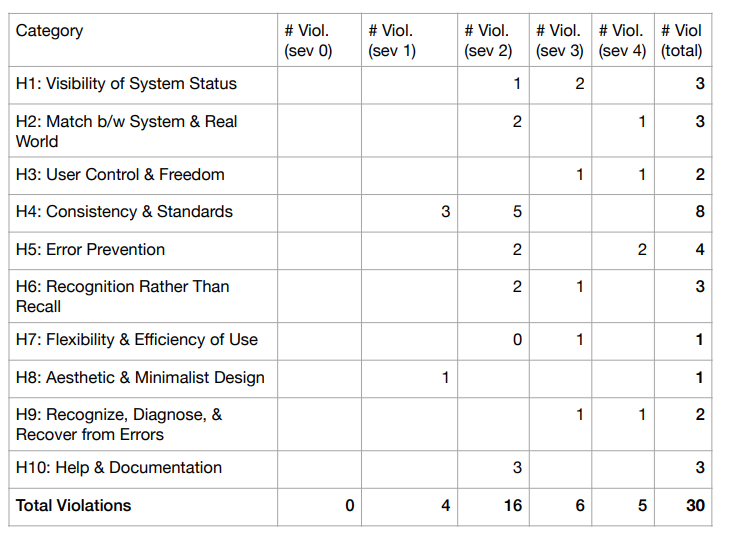 Category # Viol. (sev 0) # Viol. (sev 1) # Viol. (sev 2) # Viol. (sev 3) # Viol. (sev 4) # Viol (total)
H1: Visibility of System Status 1 2 3
H2: Match b/w System & Real World 2 1 3
H3: User Control & Freedom 1 1 2
H4: Consistency & Standards 3 5 8
H5: Error Prevention 2 2 4
H6: Recognition Rather Than Recall 2 1 3
H7: Flexibility & Efficiency of Use 0 1 1
H8: Aesthetic & Minimalist Design 1 1
H9: Recognize, Diagnose, & Recover from Errors 1 1 2
H10: Help & Documentation 3 3
Total Violations 0 4 16 6 5 30